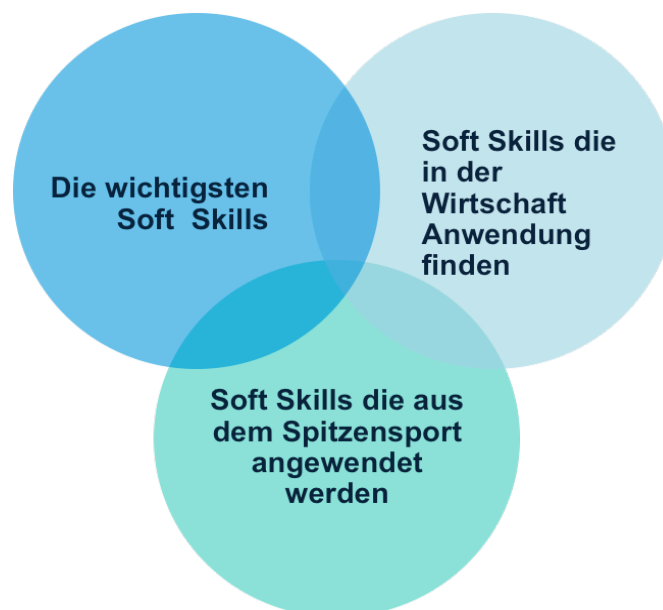 Die wichtigsten
Soft Skills
Soft Skills die
in der
Wirtschaft
Anwendung
finden
Soft Skills die aus
dem Spitzensport
angewendet
werden